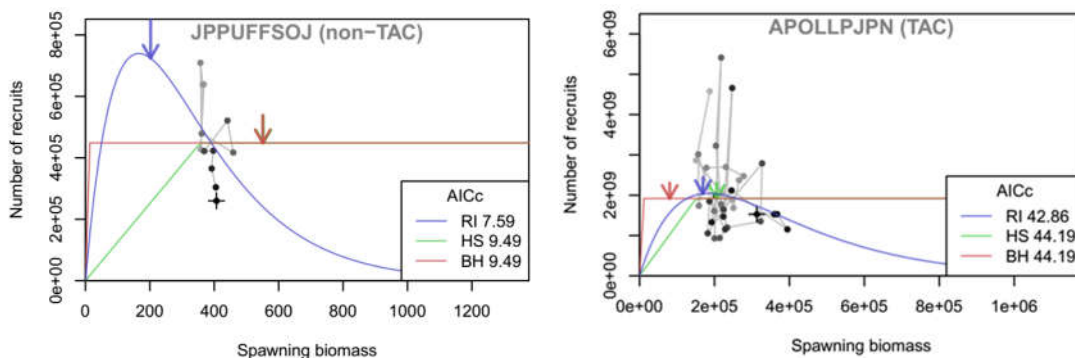 JPPUFFSOJ (non−TAC)
Number of recruits
0e+00 2e+05 4e+05 6e+05 8e+05
AICc
RI 7.59
HS 9.49
BH 9.49
0 200 400 600 800 1000 1200
Spawning biomass
APOLLPJPN (TAC)
Number of recruits
0e+00 2e+09 4e+09 6e+09
AICc
RI 42.86
HS 44.19
BH 44.19
0e+00 2e+05 4e+05 6e+05 8e+05 1e+06
Spawning biomass